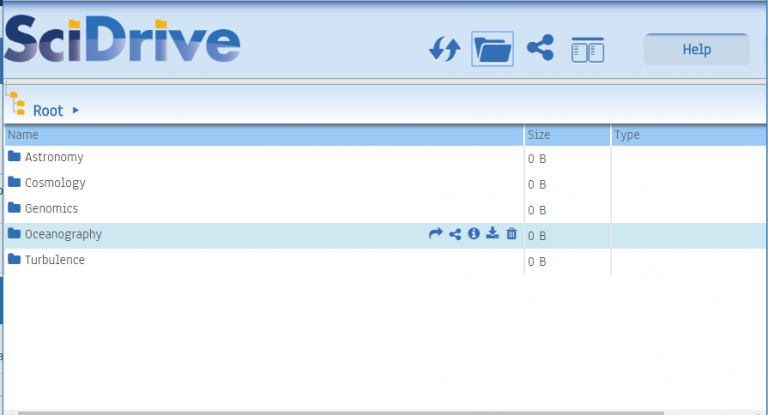 SciDrive
Help
Root
Name Size Type
Astronomy 0 B
Cosmology 0 B
Genomics 0 B
Oceanography 0 B
Turbulence 0 B